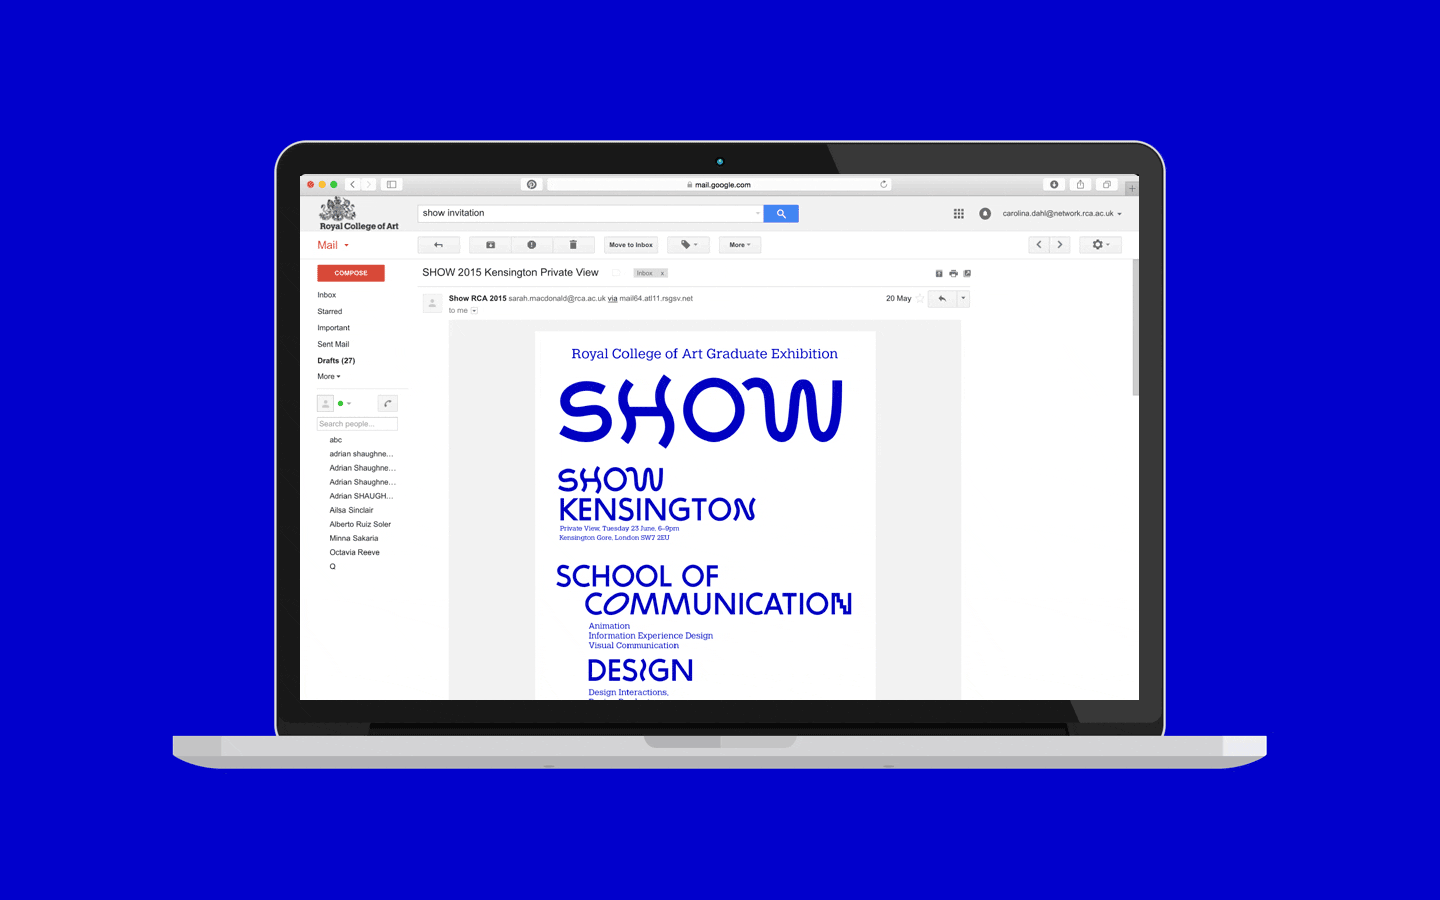 mail.google.com
Royal College of Art
show invitation
carolina.dahl@network.rca.ac.uk
Mail
Move to Inbox
More
COMPOSE
SHOW 2015 Kensington Private View
Inbox x
Inbox
Starred
Important
Sent Mail
Drafts (27)
More
Show RCA 2015 sarah.macdonald@rca.ac.uk via mail64.atl11.rsgsv.net
20 May
to me
Search people...
abc
adrian shaughne...
Adrian Shaughne...
Adrian Shaughne...
Adrian SHAUGH...
Ailsa Sinclair
Alberto Ruiz Soler
Minna Sakaria
Octavia Reeve
Q
Royal College of Art Graduate Exhibition
SHOW
SHOW
KENSINGTON
Private View, Tuesday 23 June, 6–9pm
Kensington Gore, London SW7 2EU
SCHOOL OF
COMMUNICATION
Animation
Information Experience Design
Visual Communication
DESIGN
Design Interactions,